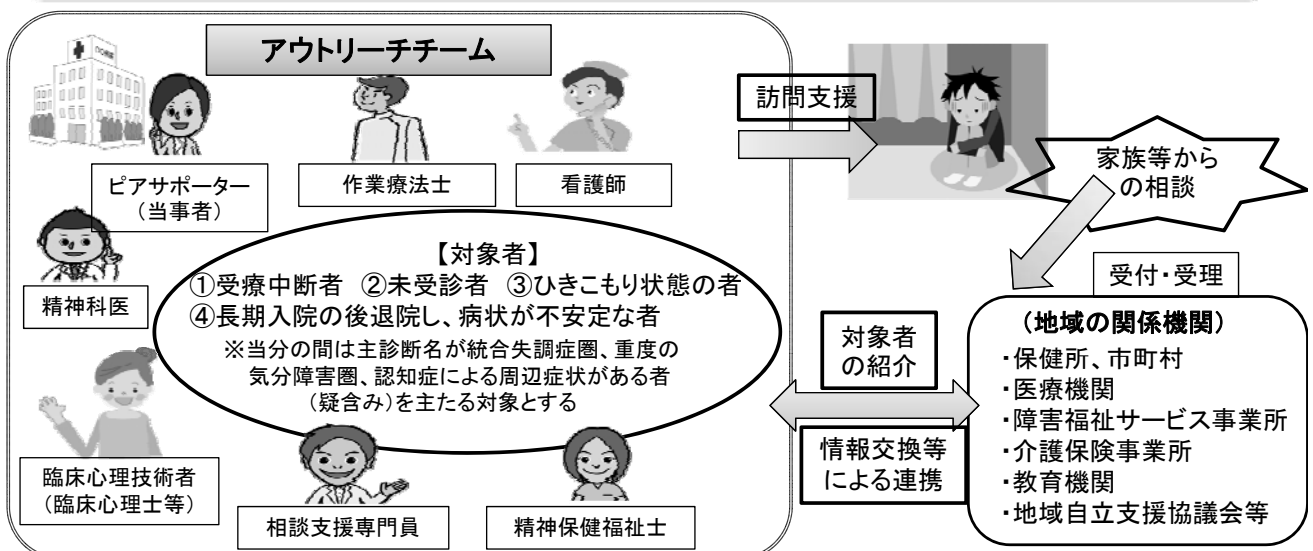 アウトリーチチーム
ピアサポーター
(当事者)
作業療法士
看護師
精神科医
【対象者】
①受療中断者 ②未受診者 ③ひきこもり状態の者
④長期入院の後退院し、病状が不安定な者
※当分の間は主診断名が統合失調症圏、重度の
気分障害圏、認知症による周辺症状がある者
(疑含み)を主たる対象とする
臨床心理技術者
(臨床心理士等)
相談支援専門員
精神保健福祉士
訪問支援
家族等から
の相談
受付・受理
対象者
の紹介
情報交換等
による連携
(地域の関係機関)
・保健所、市町村
・医療機関
・障害福祉サービス事業所
・介護保険事業所
・教育機関
・地域自立支援協議会等